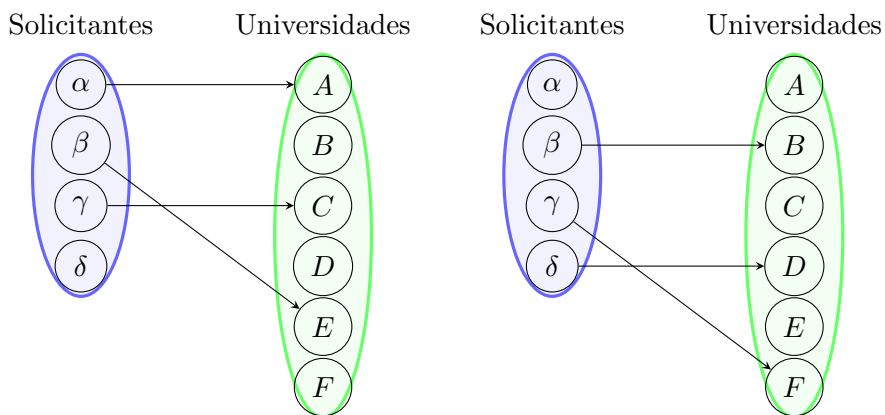 Solicitantes Universidades Solicitantes Universidades
α A α A
β B β B
γ C γ C
δ D δ D
E E
F F